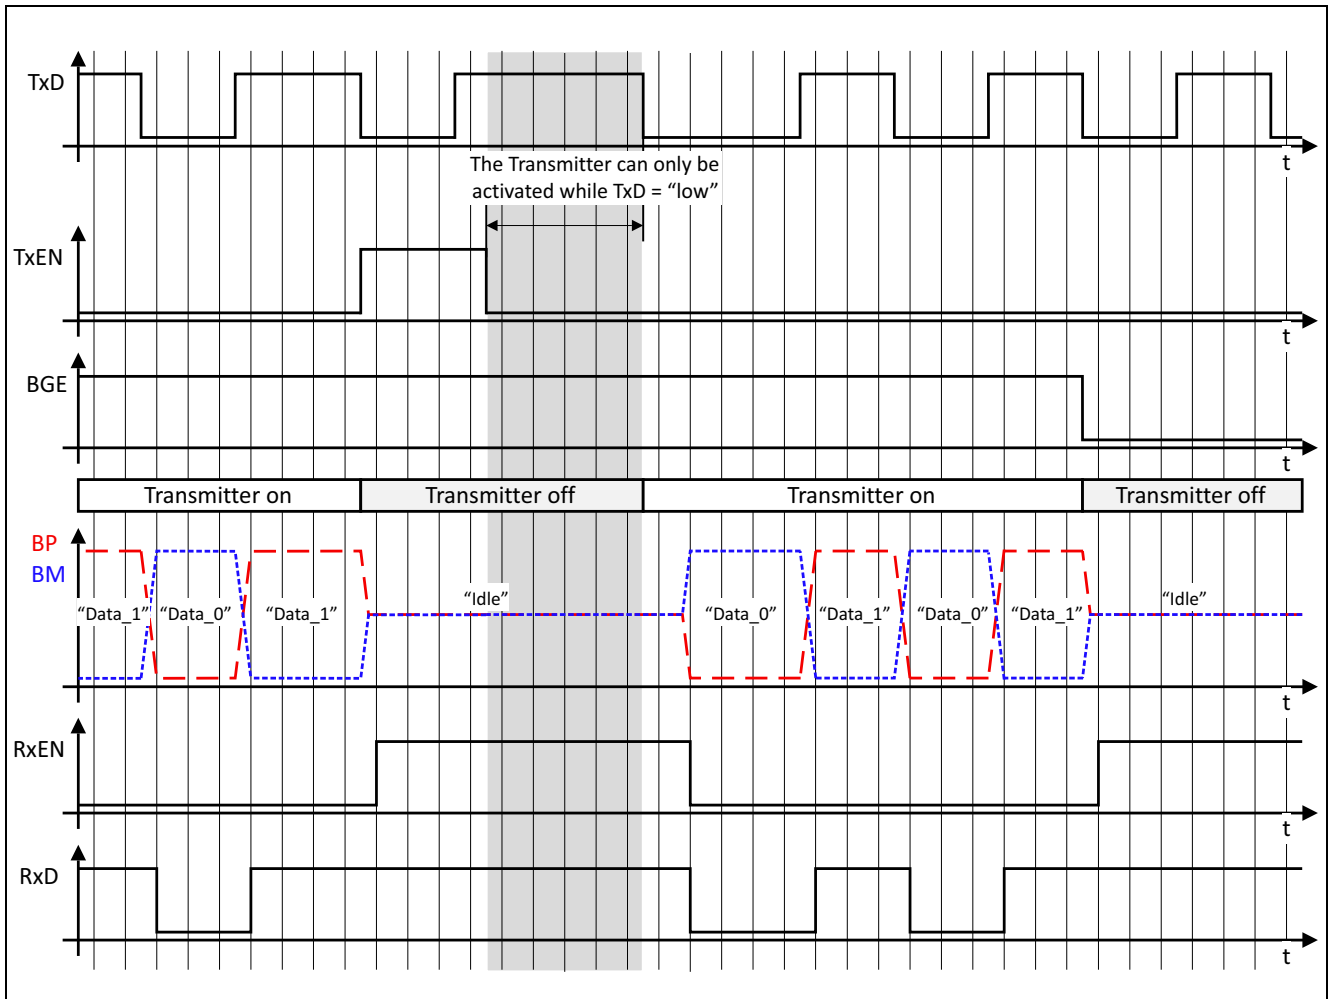 TxD
t
The Transmitter can only be
activated while TxD = “low”
TxEN
t
BGE
t
Transmitter on
Transmitter off
Transmitter on
Transmitter off
BP
BM
“Data_1”
“Data_0”
“Data_1”
“Idle”
“Data_0”
“Data_1”
“Data_0”
“Data_1”
“Idle”
t
RxEN
t
RxD
t